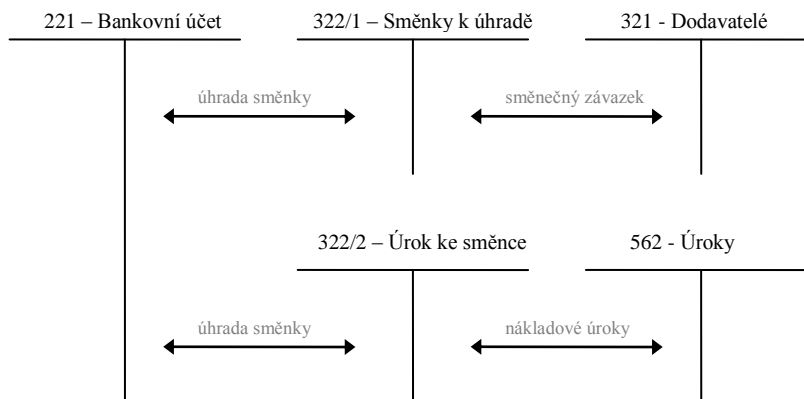 221 – Bankovní účet
322/1 – Směnky k úhradě
321 - Dodavatelé
úhrada směnky
směnečný závazek
322/2 – Úrok ke směnce
562 - Úroky
úhrada směnky
nákladové úroky